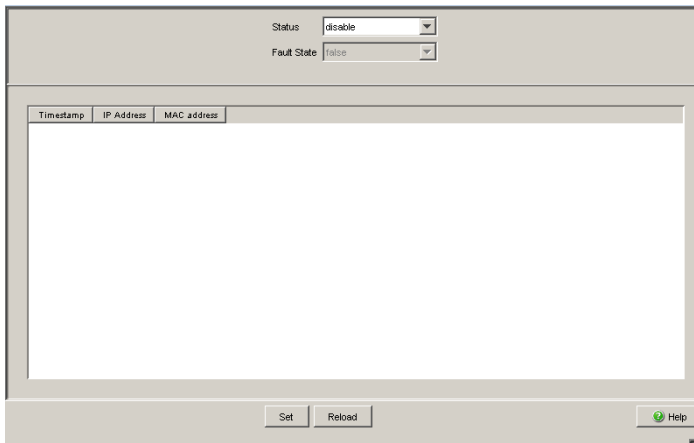 Status disable
Fault State false
Timestamp IP Address MAC address
Set Reload Help